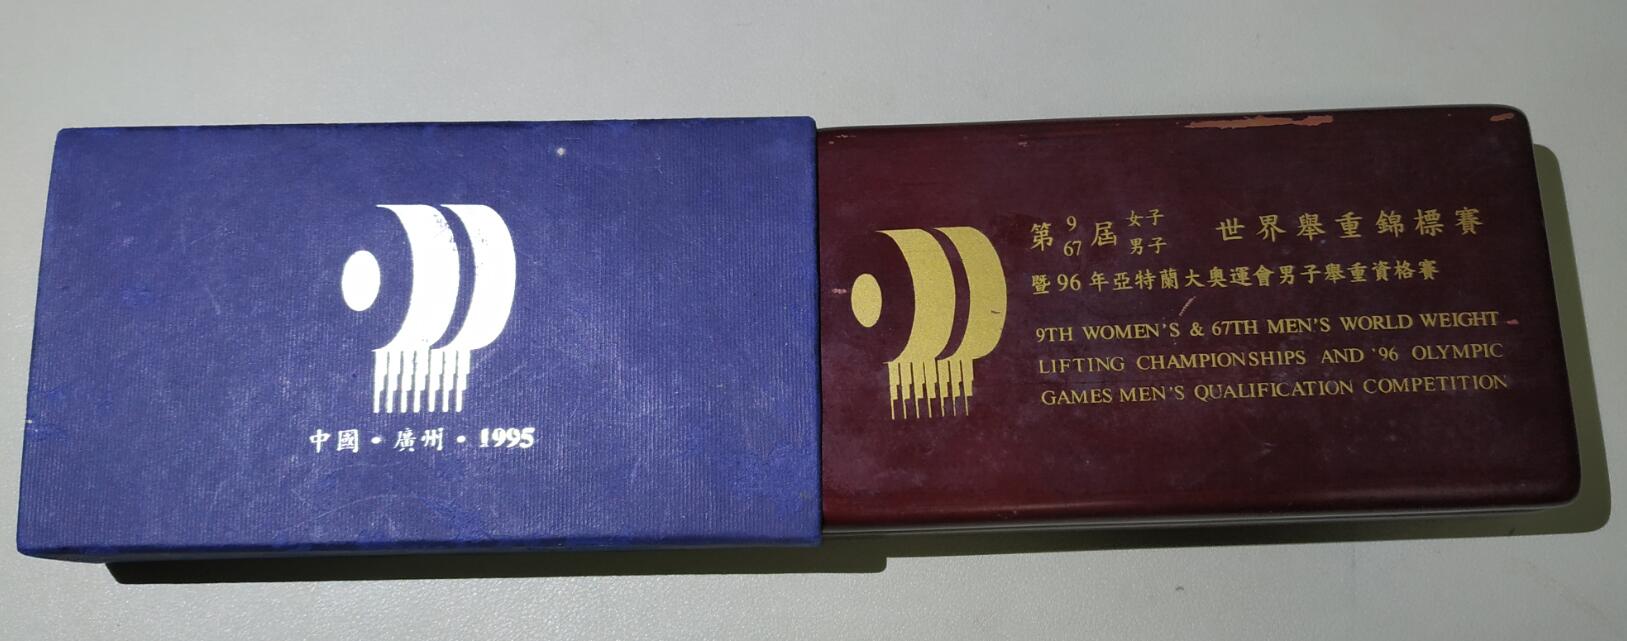 中國·廣州·1995
第 9 屆 女子 世界舉重錦標賽
67 男子
暨96年亞特蘭大奧運會男子舉重資格賽
9TH WOMEN'S & 67TH MEN'S WORLD WEIGHT
LIFTING CHAMPIONSHIPS AND '96 OLYMPIC
GAMES MEN'S QUALIFICATION COMPETITION